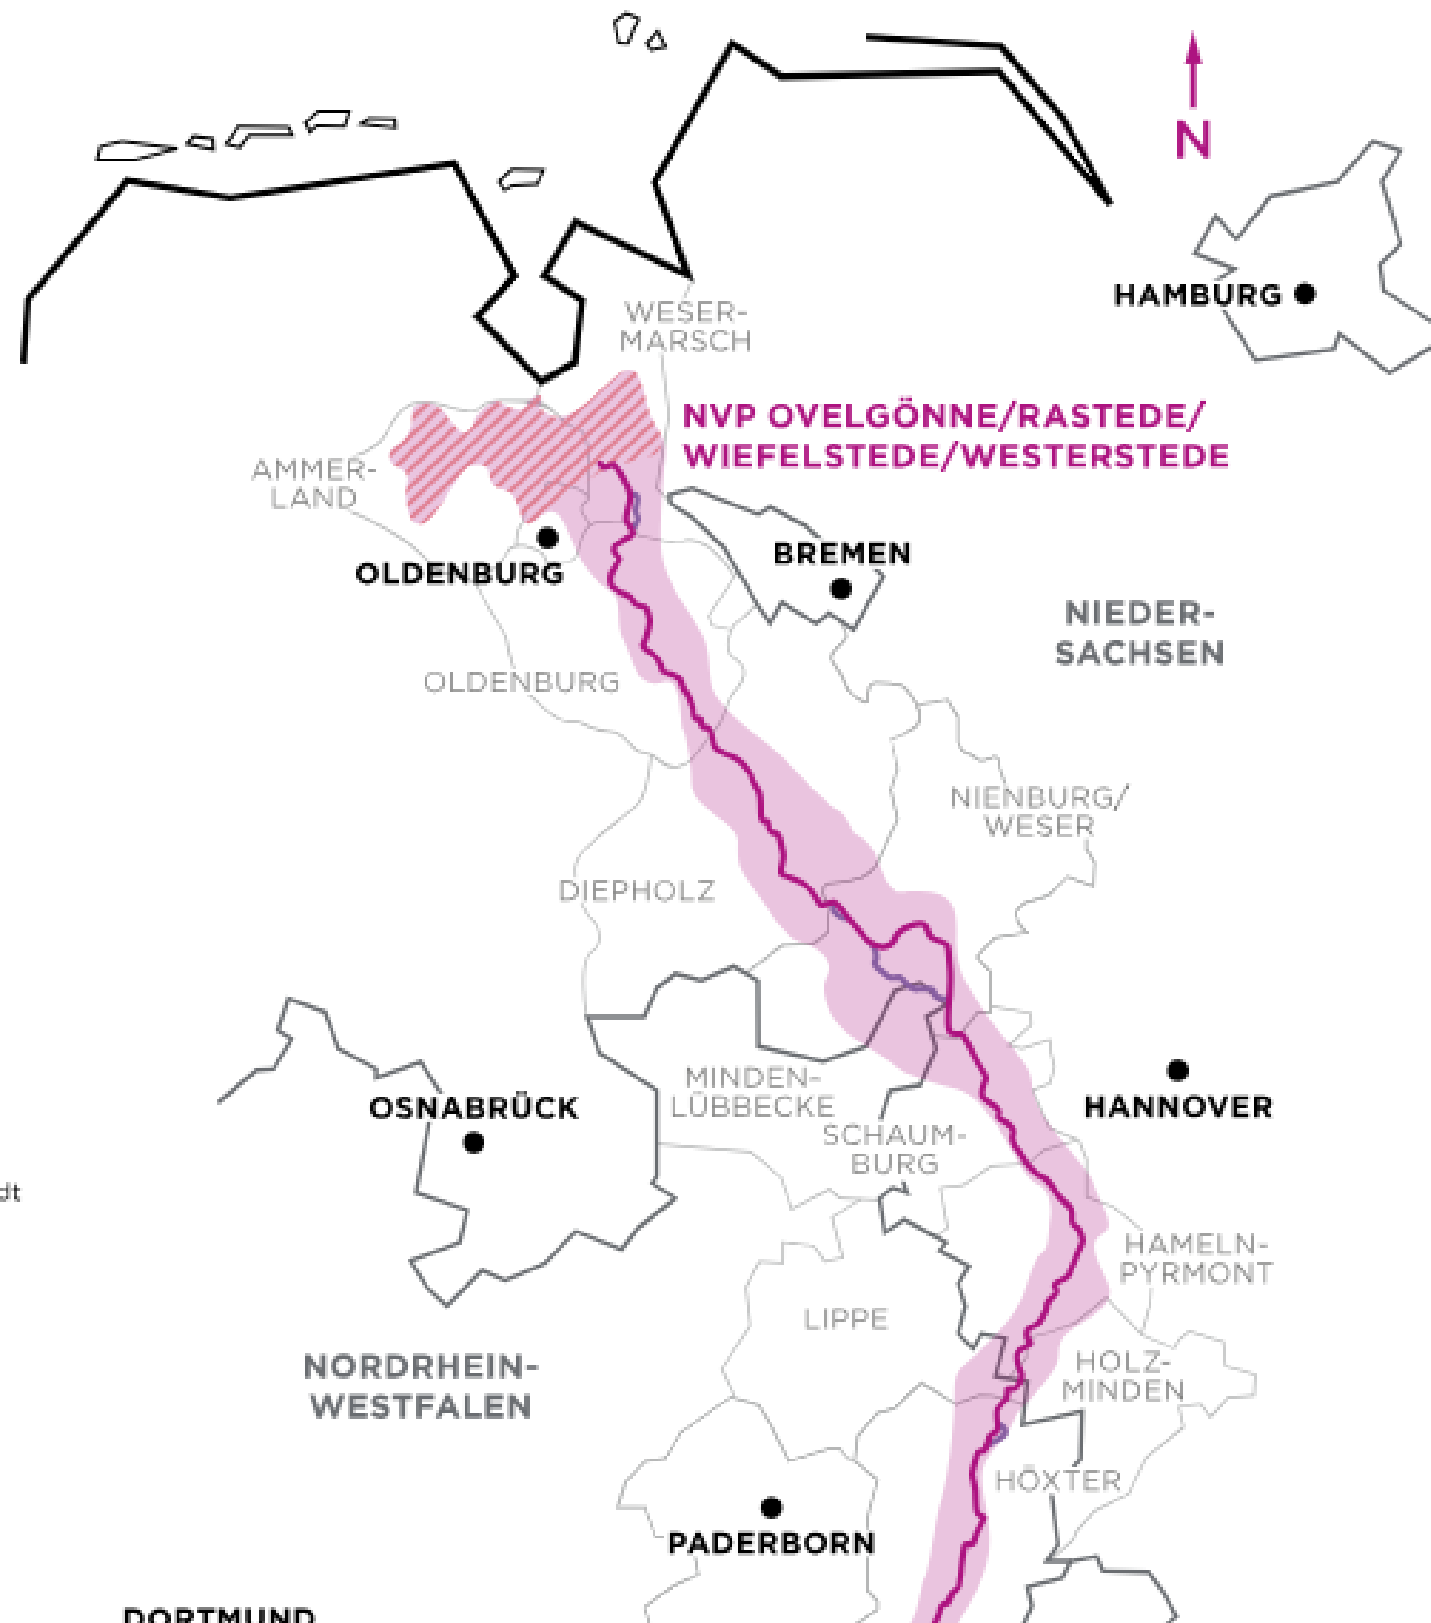 N
HAMBURG
WESER-
MARSCH
NVP OVELGÖNNE/RASTEDE/
WIEFELSTEDE/WESTERSTEDE
AMMER-
LAND
BREMEN
OLDENBURG
NIEDER-
SACHSEN
OLDENBURG
NIENBURG/
WESER
DIEPHOLZ
MINDEN-
LÜBBECKE
OSNABRÜCK
HANNOVER
SCHAUM-
BURG
dt
HAMELN-
PYRMONT
LIPPE
NORDRHEIN-
WESTFALEN
HOLZ-
MINDEN
HÖXTER
PADERBORN
DORTMUND